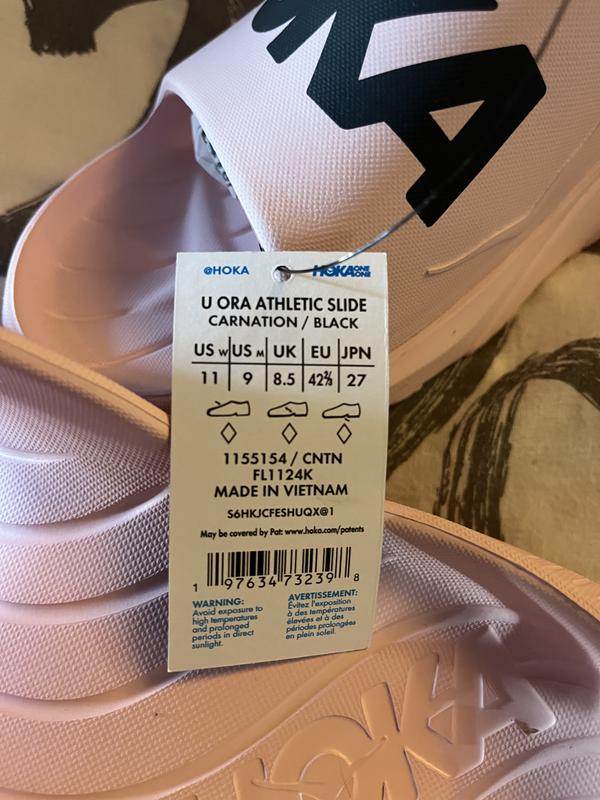 OKA
@HOKA HOKA ONE ONE
U ORA ATHLETIC SLIDE
CARNATION / BLACK
US W US M UK EU JPN
11 9 8.5 42⅔ 27
1155154 / CNTN
FL1124K
MADE IN VIETNAM
S6HKJCFESHUQX@1
May be covered by Pat: www.hoka.com/patents
1 97634 73239 8
WARNING:
Avoid exposure to
high temperatures
and prolonged
periods in direct
sunlight.
AVERTISSEMENT:
Évitez l'exposition
à des températures
élevées et à des
périodes prolongées
en plein soleil.
HOKA